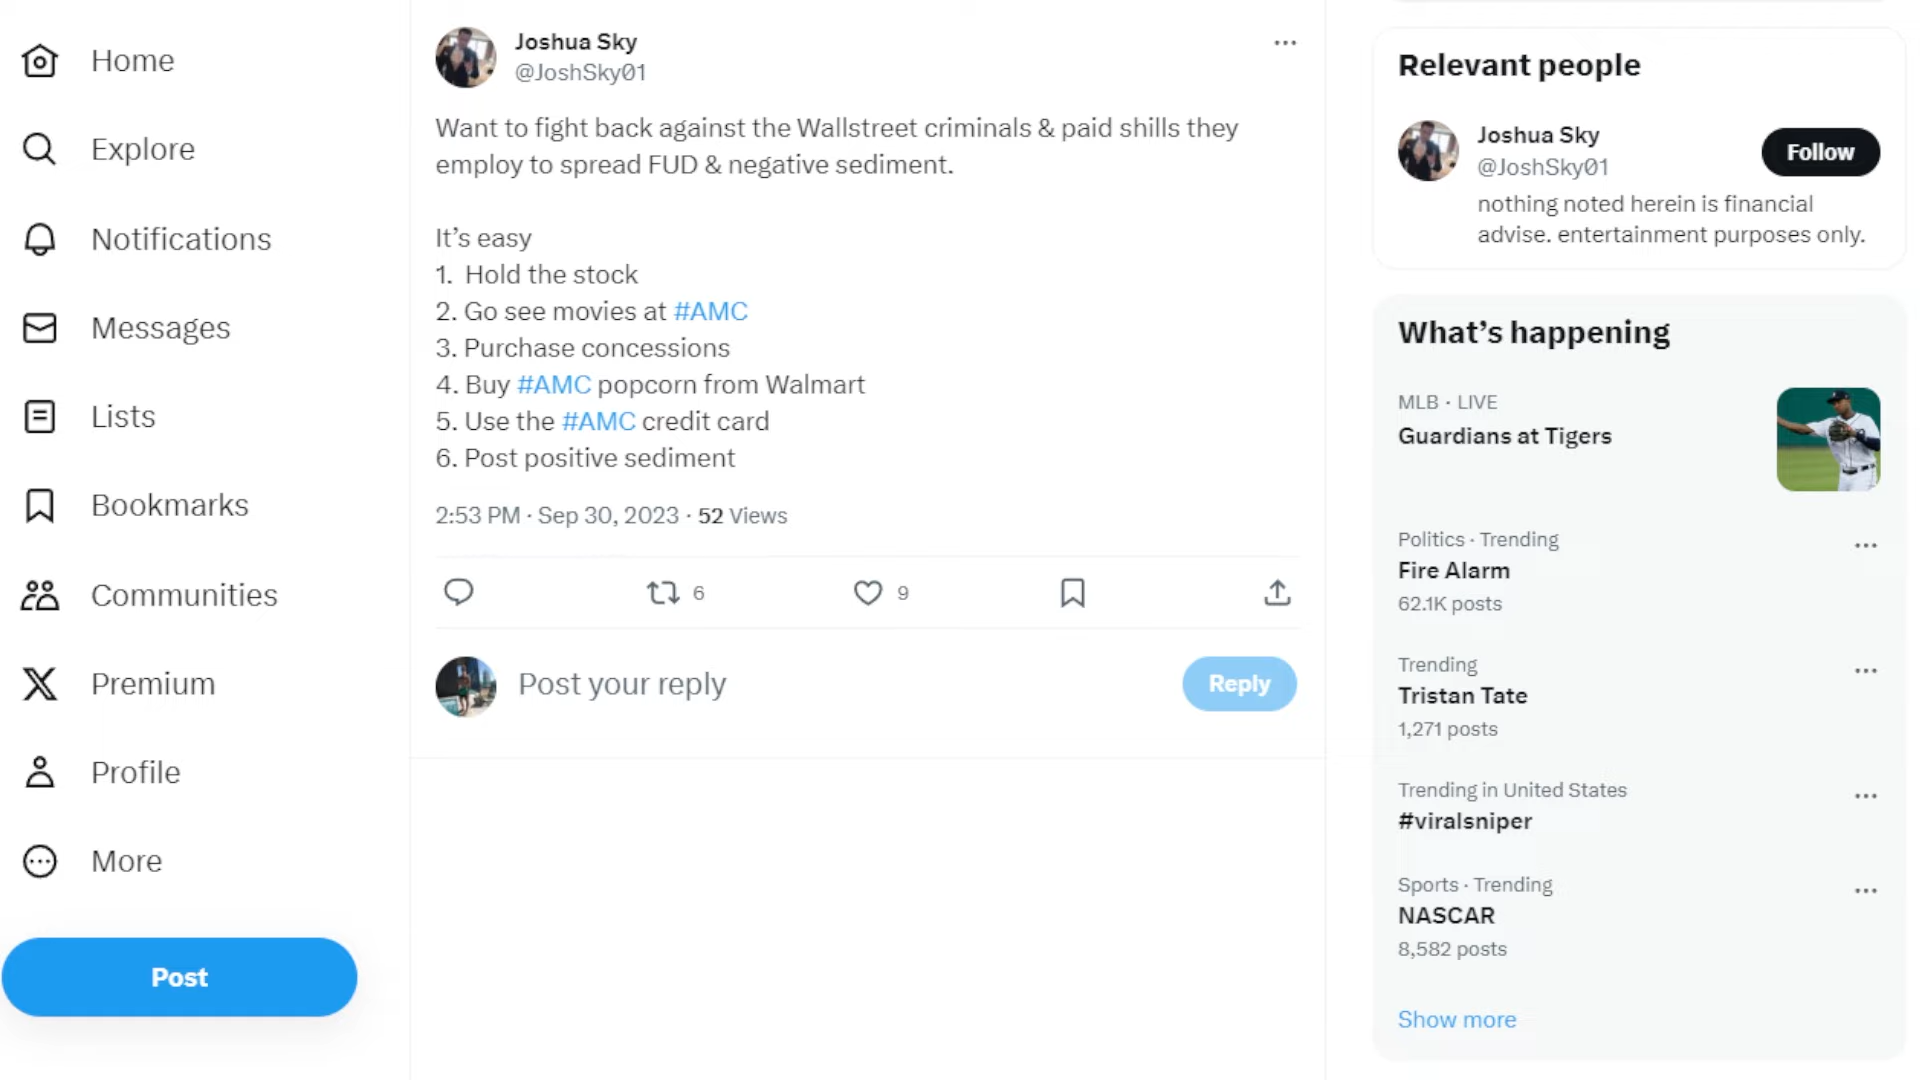 Home
Explore
Notifications
Messages
Lists
Bookmarks
Communities
Premium
Profile
More
Post
Joshua Sky
@JoshSky01
Want to fight back against the Wallstreet criminals & paid shills they
employ to spread FUD & negative sediment.
It’s easy
1. Hold the stock
2. Go see movies at #AMC
3. Purchase concessions
4. Buy #AMC popcorn from Walmart
5. Use the #AMC credit card
6. Post positive sediment
2:53 PM · Sep 30, 2023 · 52 Views
6
9
Post your reply
Reply
Relevant people
Joshua Sky
@JoshSky01
Follow
nothing noted herein is financial
advise. entertainment purposes only.
What’s happening
MLB · LIVE
Guardians at Tigers
Politics · Trending
Fire Alarm
62.1K posts
Trending
Tristan Tate
1,271 posts
Trending in United States
#viralsniper
Sports · Trending
NASCAR
8,582 posts
Show more